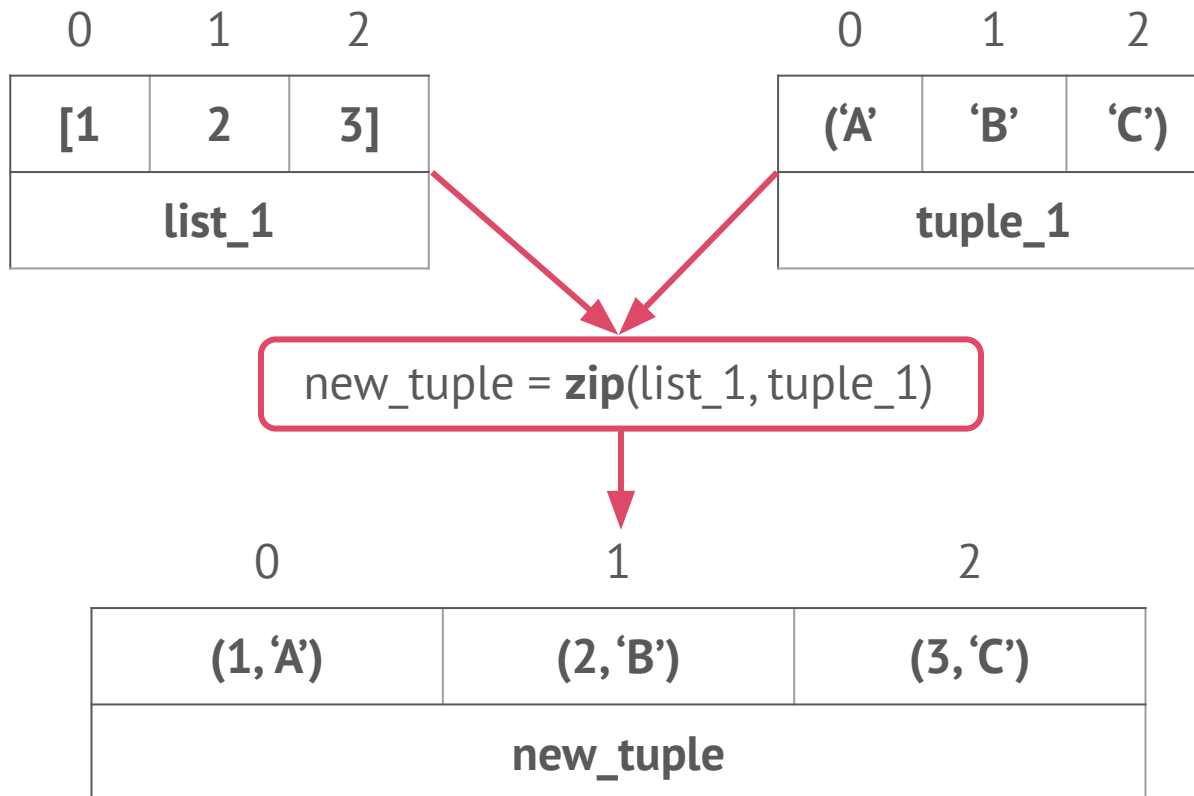 0 1 2
[1 2 3]
list_1
0 1 2
(‘A’ ‘B’ ‘C’)
tuple_1
new_tuple = zip(list_1, tuple_1)
0 1 2
(1, ‘A’) (2, ‘B’) (3, ‘C’)
new_tuple